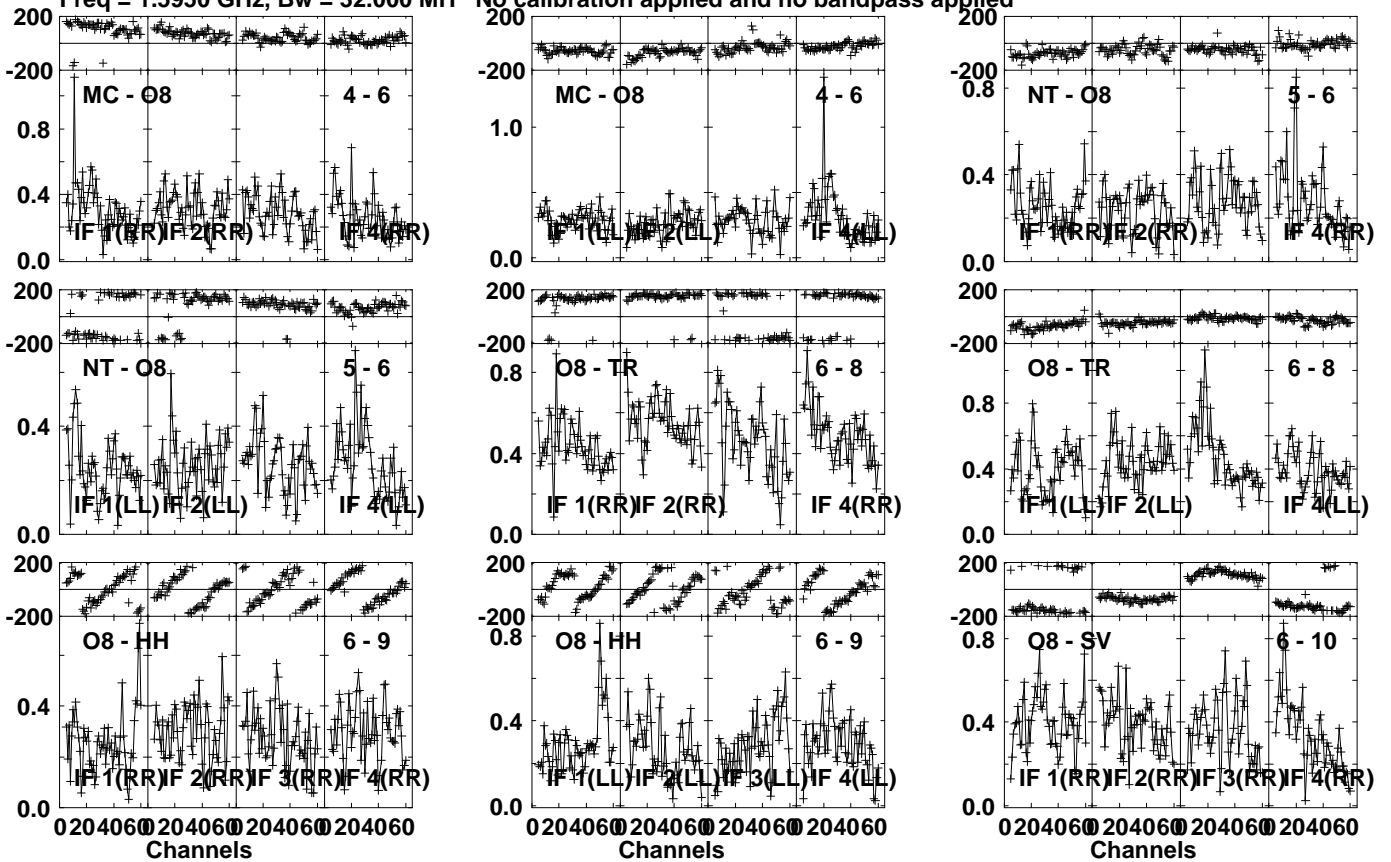 Freq = 1.5950 GHz, Bw = 32.000 MH No calibration applied and no bandpass applied
200 200 200
-200 -200 -200
MC - O8 4 - 6 MC - O8 4 - 6 NT - O8 5 - 6
0.8 1.0 0.8
0.4 0.4
IF 1(RR) IF 2(RR) IF 4(RR) IF 1(LL) IF 2(LL) IF 4(LL) IF 1(RR) IF 2(RR) IF 4(RR)
0.0 0.0 0.0
200 200 200
-200 -200 -200
NT - O8 5 - 6 O8 - TR 6 - 8 O8 - TR 6 - 8
0.8 0.8
0.4 0.4 0.4
IF 1(LL) IF 2(LL) IF 4(LL) IF 1(RR) IF 2(RR) IF 4(RR) IF 1(LL) IF 2(LL) IF 4(LL)
0.0 0.0 0.0
200 200 200
-200 -200 -200
O8 - HH 6 - 9 O8 - HH 6 - 9 O8 - SV 6 - 10
0.8 0.8
0.4 0.4 0.4
IF 1(RR) IF 2(RR) IF 3(RR) IF 4(RR) IF 1(LL) IF 2(LL) IF 3(LL) IF 4(LL) IF 1(RR) IF 2(RR) IF 3(RR) IF 4(RR)
0.0 0.0 0.0
0 20 40 60 0 20 40 60 0 20 40 60 0 20 40 60 0 20 40 60 0 20 40 60 0 20 40 60 0 20 40 60 0 20 40 60 0 20 40 60 0 20 40 60 0 20 40 60
Channels Channels Channels